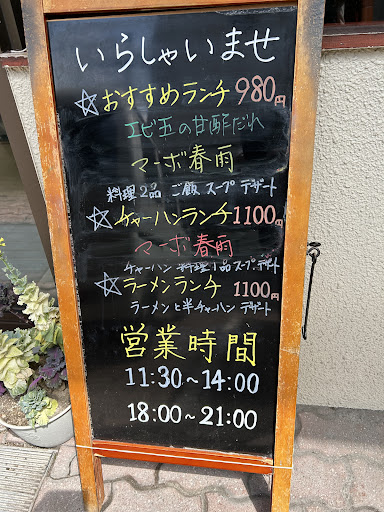 いらしゃいませ
☆おすすめランチ 980円
エビ玉の甘酢だれ
マーボ春雨
料理2品 ご飯 スープ デザート
☆チャーハンランチ 1100円
マーボ春雨
チャーハン 料理1品 スープ デザート
☆ラーメンランチ 1100円
ラーメンと半チャーハン デザート
営業時間
11:30~14:00
18:00~21:00